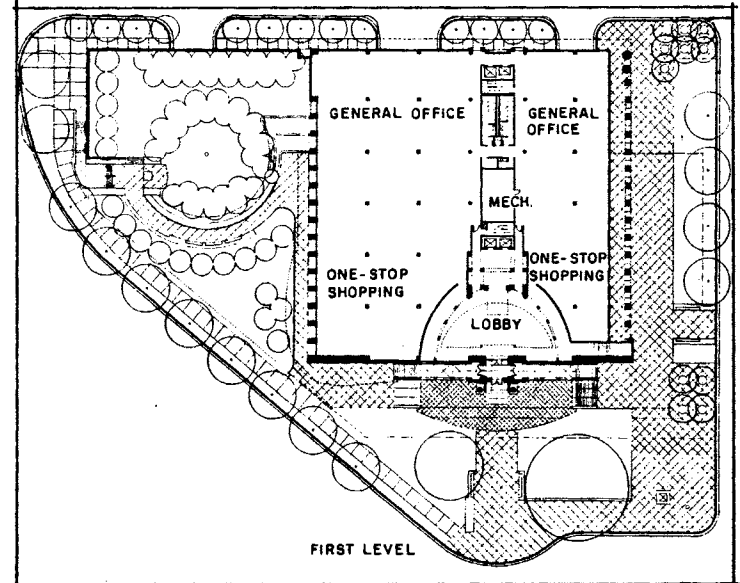 GENERAL OFFICE
GENERAL
OFFICE
MECH.
ONE-STOP
SHOPPING
ONE-STOP
SHOPPING
LOBBY
FIRST LEVEL